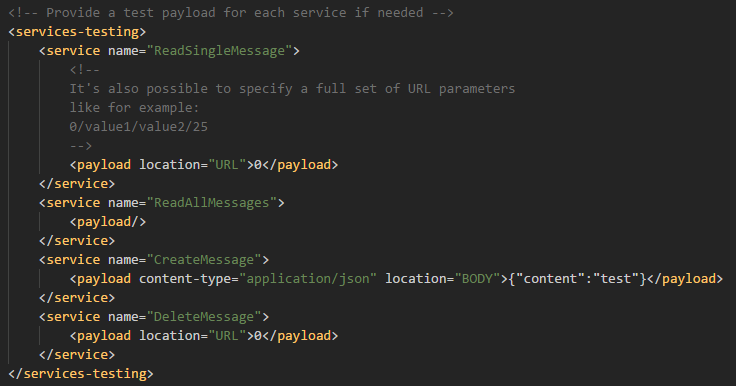 <!-- Provide a test payload for each service if needed -->
<services-testing>
    <service name="ReadSingleMessage">
        <!--
        It's also possible to specify a full set of URL parameters
        like for example:
        0/value1/value2/25
        -->
        <payload location="URL">0</payload>
    </service>
    <service name="ReadAllMessages">
        <payload/>
    </service>
    <service name="CreateMessage">
        <payload content-type="application/json" location="BODY">{"content":"test"}</payload>
    </service>
    <service name="DeleteMessage">
        <payload location="URL">0</payload>
    </service>
</services-testing>